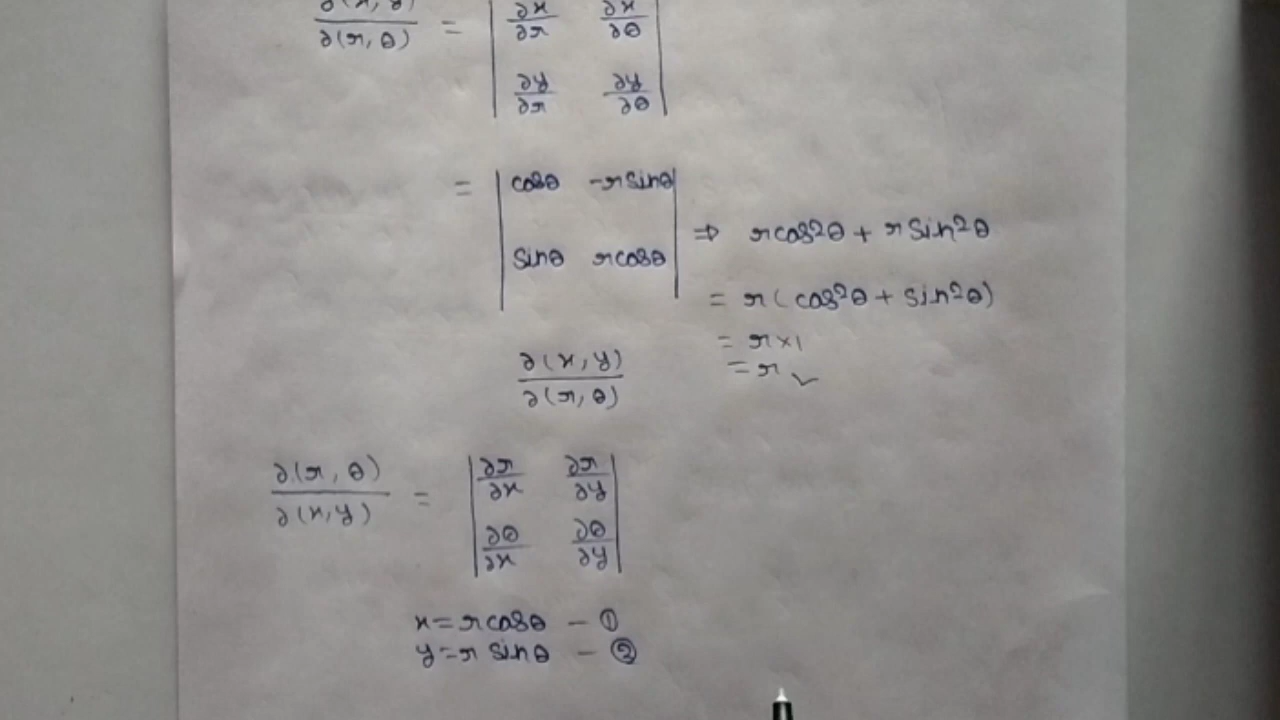 ∂(x, y)/∂(r, θ) = | ∂x/∂r ∂x/∂θ |
| ∂y/∂r ∂y/∂θ |
= | cosθ -r sinθ |
| sinθ r cosθ | ⇒ r cos²θ + r sin²θ
= r (cos²θ + sin²θ)
= r × 1
= r ✓
∂(x, y)/∂(r, θ)
∂(r, θ)/∂(x, y) = | ∂r/∂x ∂r/∂y |
| ∂θ/∂x ∂θ/∂y |
x = r cosθ - ①
y = r sinθ - ②